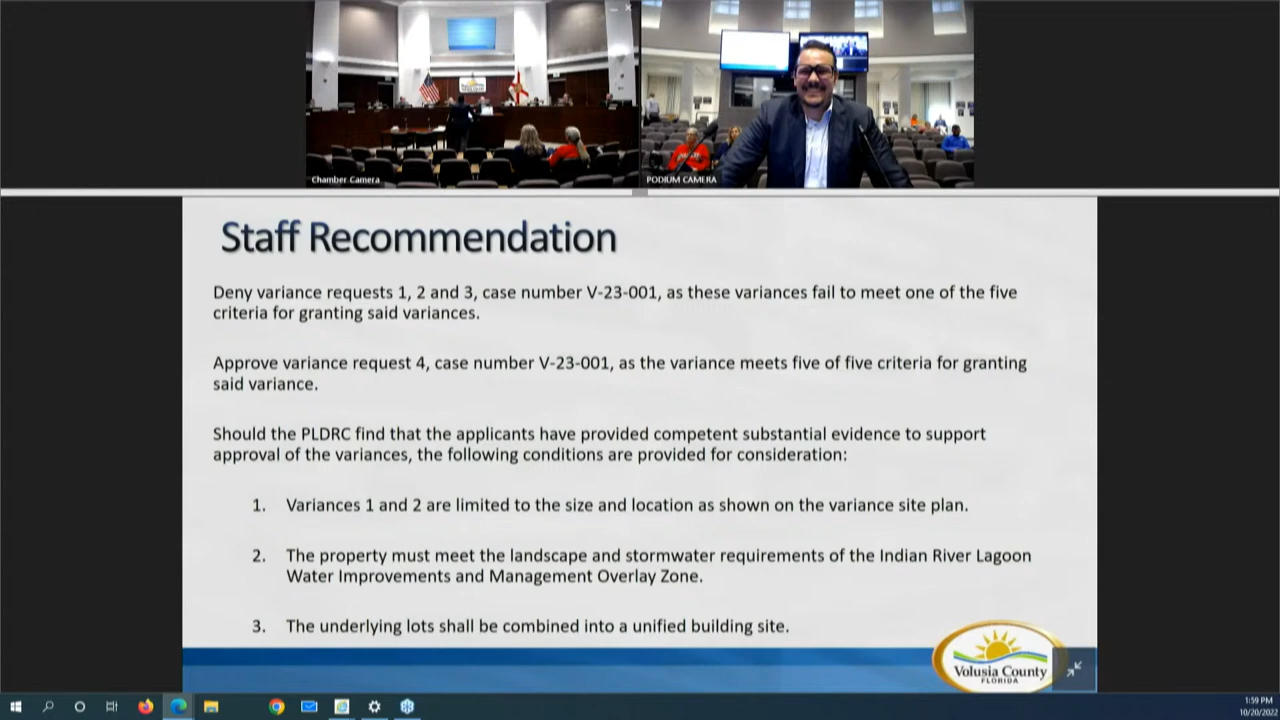 Chamber Camera
PODIUM CAMERA
Staff Recommendation
Deny variance requests 1, 2 and 3, case number V-23-001, as these variances fail to meet one of the five
criteria for granting said variances.
Approve variance request 4, case number V-23-001, as the variance meets five of five criteria for granting
said variance.
Should the PLDRC find that the applicants have provided competent substantial evidence to support
approval of the variances, the following conditions are provided for consideration:
1. Variances 1 and 2 are limited to the size and location as shown on the variance site plan.
2. The property must meet the landscape and stormwater requirements of the Indian River Lagoon
Water Improvements and Management Overlay Zone.
3. The underlying lots shall be combined into a unified building site.
Volusia County
FLORIDA
1:59 PM
10/20/2022